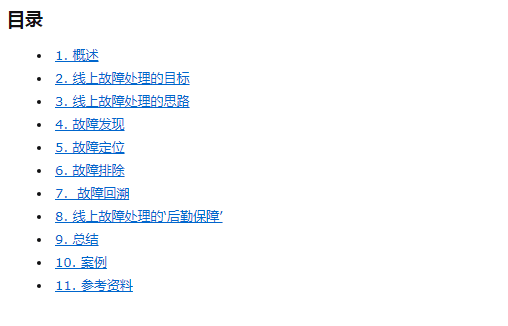 目录
1. 概述
2. 线上故障处理的目标
3. 线上故障处理的思路
4. 故障发现
5. 故障定位
6. 故障排除
7. 故障回溯
8. 线上故障处理的‘后勤保障’
9. 总结
10. 案例
11. 参考资料